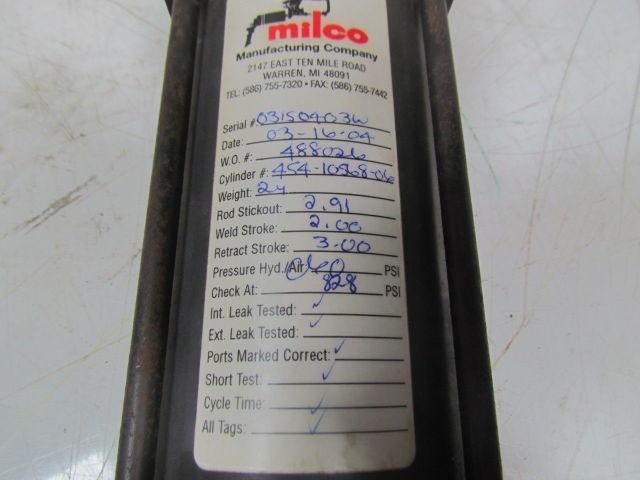 milco
Manufacturing Company
2147 EAST TEN MILE ROAD
WARREN, MI 48091
TEL: (586) 755-7320 • FAX: (586) 755-7442
Serial # 03150403W
Date: 03-16-04
W.O. #: 488026
Cylinder #: 454-10868-06
Weight: 24
Rod Stickout: 2.91
Weld Stroke: 2.00
Retract Stroke: 3.00
Pressure Hyd./Air PSI
Check At: 828 PSI
Int. Leak Tested: ✓
Ext. Leak Tested: ✓
Ports Marked Correct: ✓
Short Test: ✓
Cycle Time: ✓
All Tags: ✓